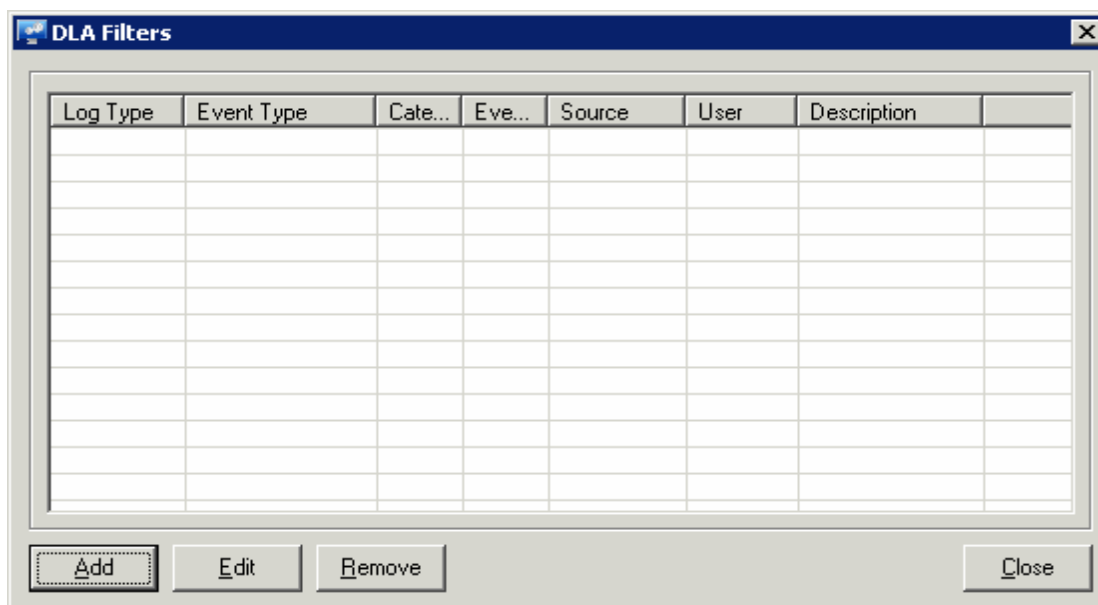 DLA Filters
Log Type Event Type Cate... Eve... Source User Description
Add Edit Remove Close